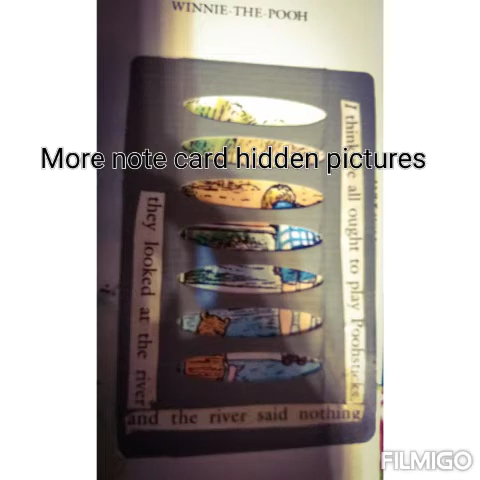 WINNIE-THE-POOH
More note card hidden pictures
I think we all ought to play Poohsticks.
they looked at the river
and the river said nothing
FILMIGO